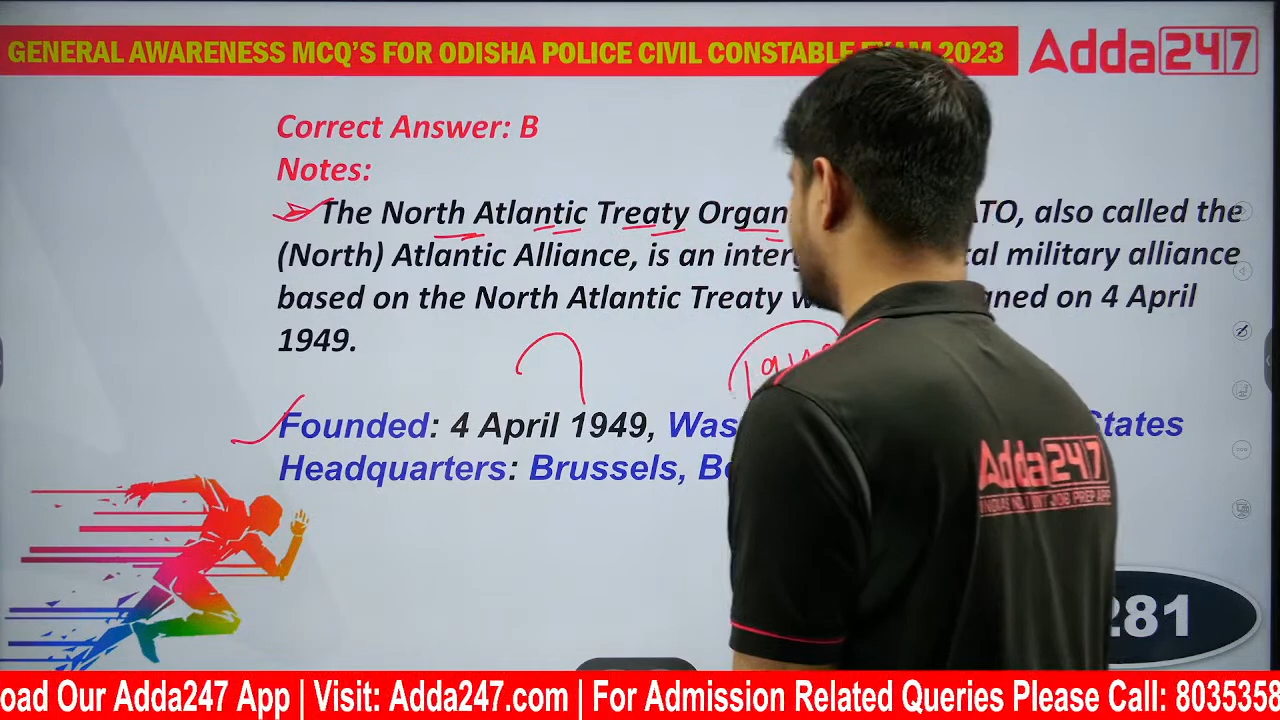 GENERAL AWARENESS MCQ'S FOR ODISHA POLICE CIVIL CONSTABLE EXAM 2023
Adda247
Correct Answer: B
Notes:
The North Atlantic Treaty Organ ATO, also called the
(North) Atlantic Alliance, is an interg tal military alliance
based on the North Atlantic Treaty w ned on 4 April
1949.
Founded: 4 April 1949, Was States
Headquarters: Brussels, Be
Adda247
281
oad Our Adda247 App | Visit: Adda247.com | For Admission Related Queries Please Call: 8035358